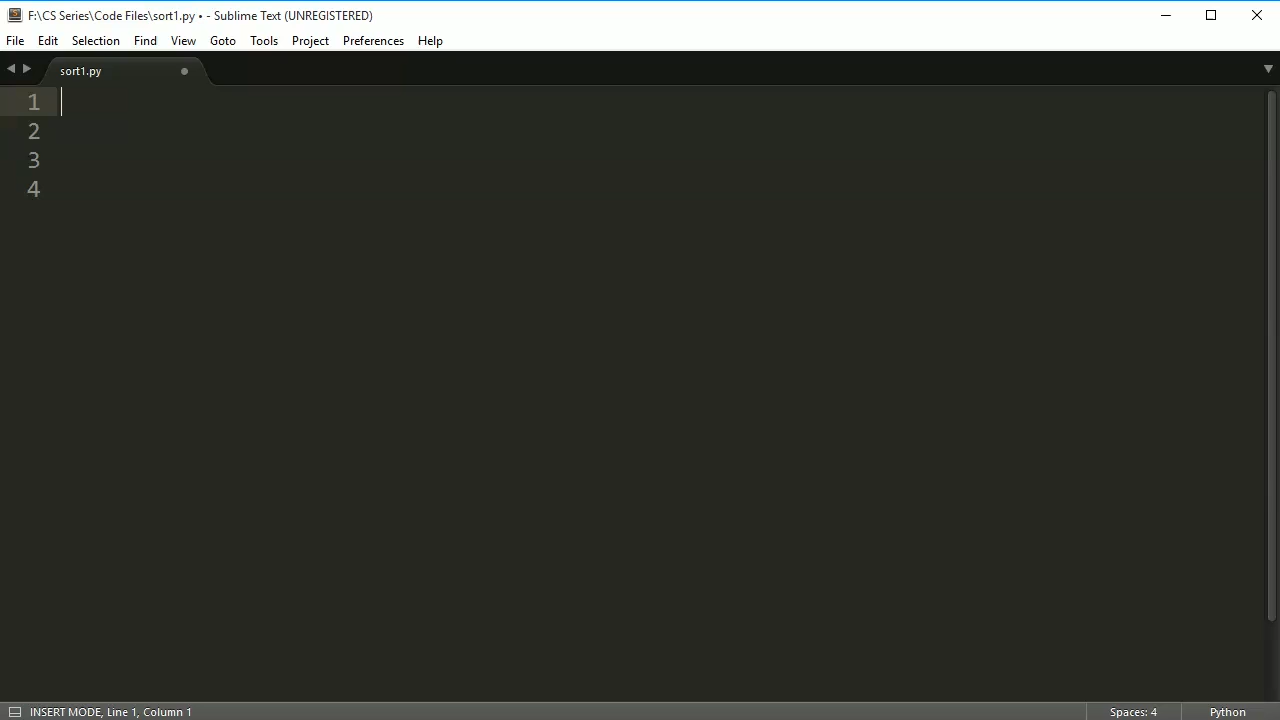 F:\CS Series\Code Files\sort1.py • - Sublime Text (UNREGISTERED)
File Edit Selection Find View Goto Tools Project Preferences Help
sort1.py
1
2
3
4
INSERT MODE, Line 1, Column 1 Spaces: 4 Python